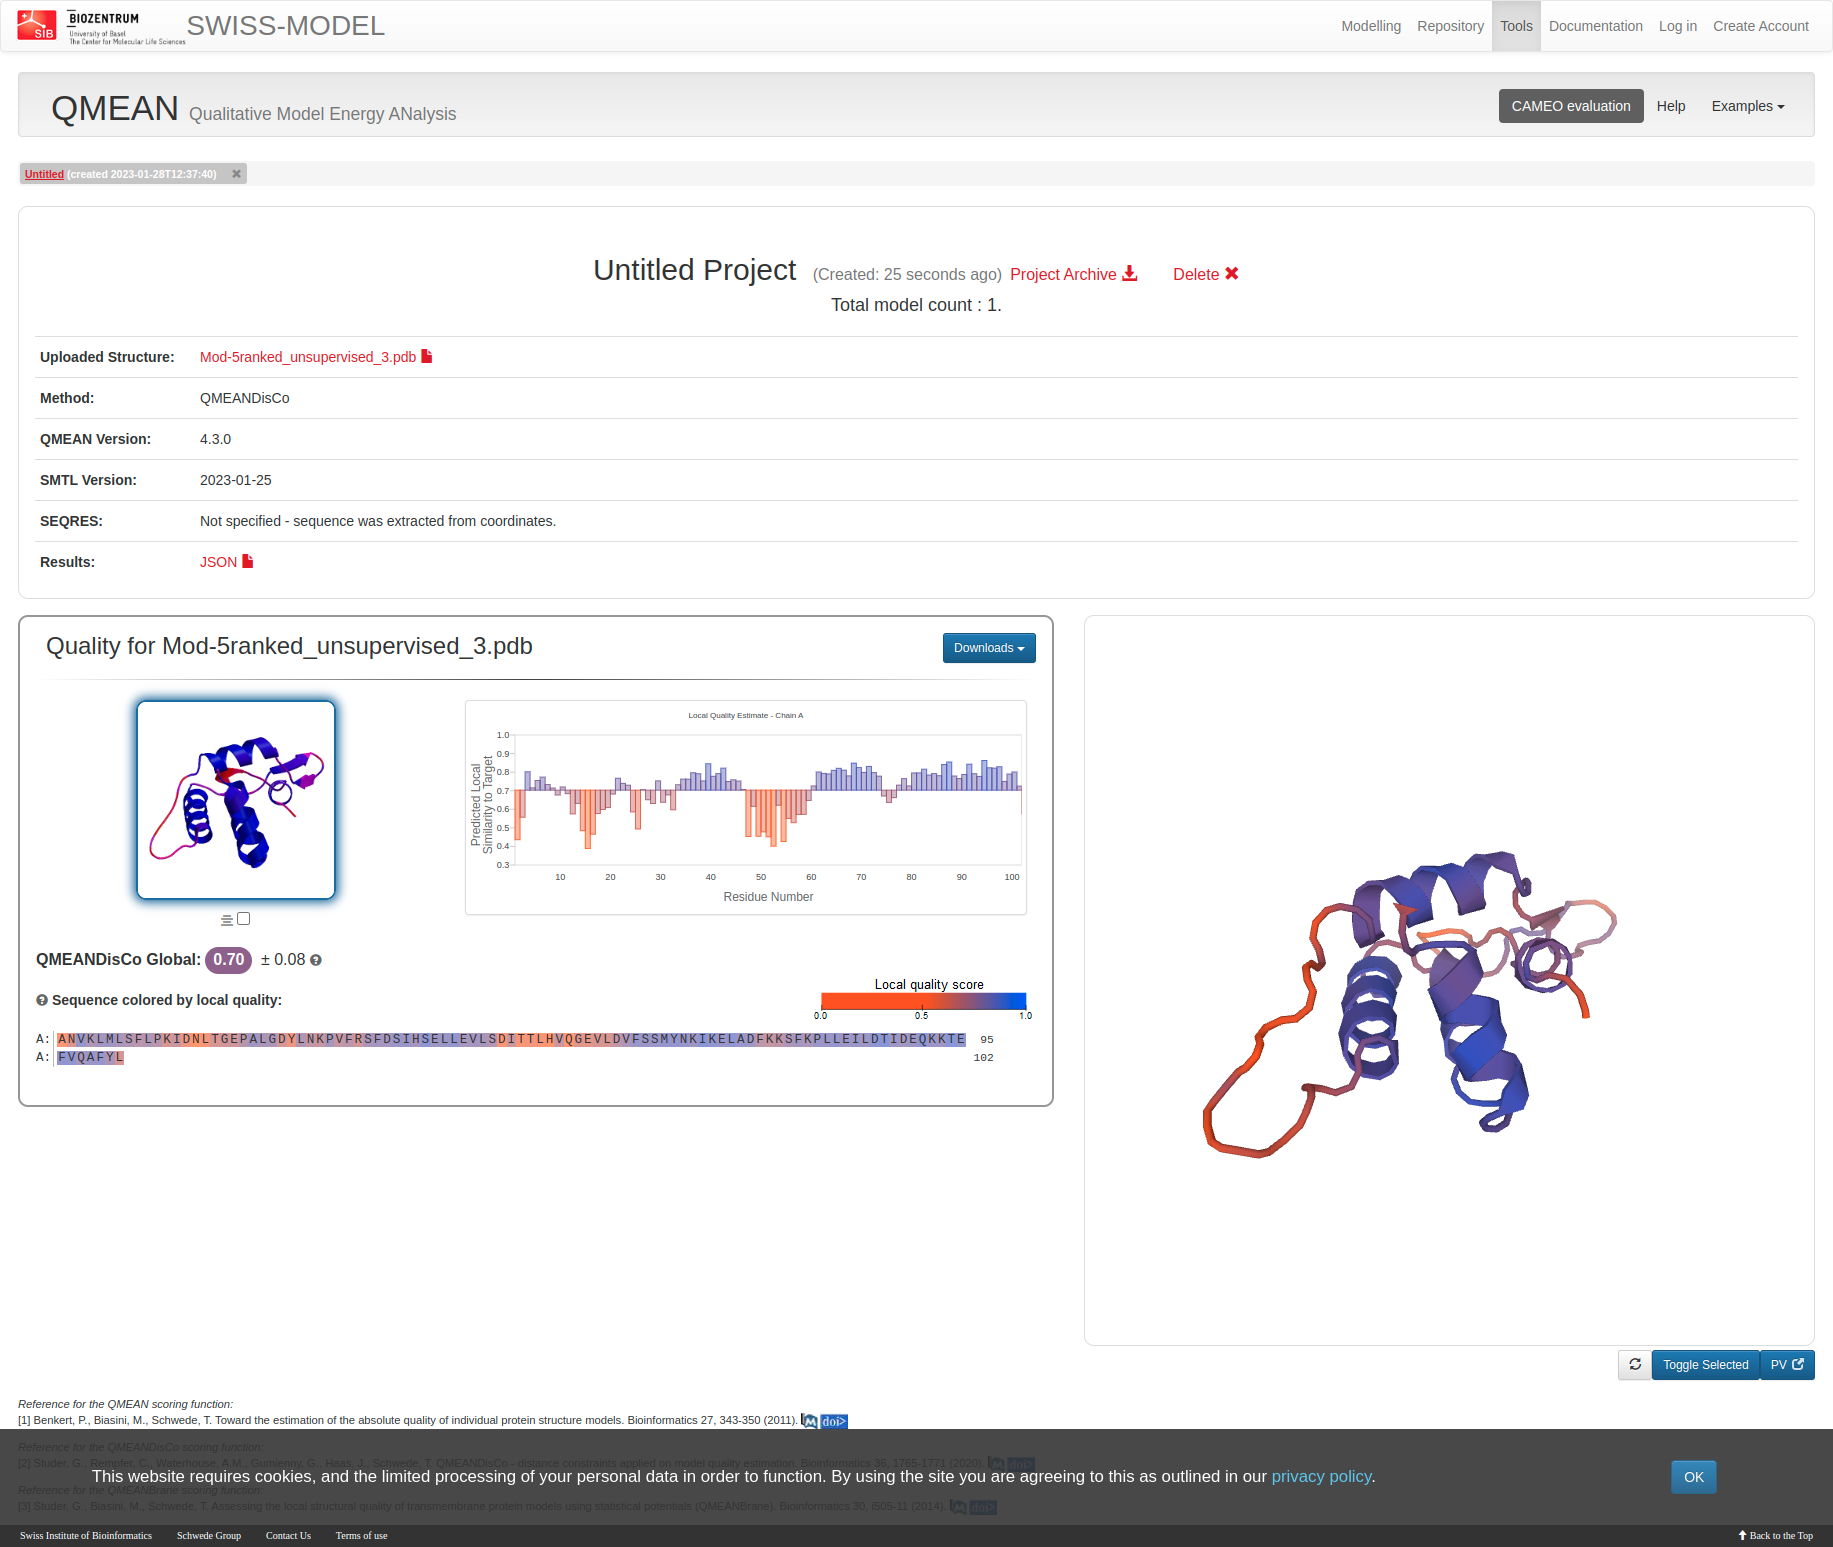 SIB
BIOZENTRUM
University of Basel
The Center for Molecular Life Sciences
SWISS-MODEL
Modelling Repository Tools Documentation Log in Create Account
QMEAN Qualitative Model Energy ANalysis
CAMEO evaluation Help Examples
Untitled (created 2023-01-28T12:37:40)
Untitled Project (Created: 25 seconds ago) Project Archive Delete
Total model count : 1.
Uploaded Structure: Mod-5ranked_unsupervised_3.pdb
Method: QMEANDisCo
QMEAN Version: 4.3.0
SMTL Version: 2023-01-25
SEQRES: Not specified - sequence was extracted from coordinates.
Results: JSON
Quality for Mod-5ranked_unsupervised_3.pdb
Downloads
Local Quality Estimate - Chain A
Predicted Local
Similarity to Target
1.0
0.9
0.8
0.7
0.6
0.5
0.4
0.3
10 20 30 40 50 60 70 80 90 100
Residue Number
QMEANDisCo Global: 0.70 ± 0.08
Sequence colored by local quality:
Local quality score
0.0 0.5 1.0
A: ANVKLMLSFLPKIDNLTGEPALGDYLNKPVFRSFDSIHSELLEVLSDITTLHVQGEVLDVFSSMYNKIKELADFKKSFKPLLEILDTIDEQKKTE 95
A: FVQAFYL 102
Toggle Selected PV
Reference for the QMEAN scoring function:
[1] Benkert, P., Biasini, M., Schwede, T. Toward the estimation of the absolute quality of individual protein structure models. Bioinformatics 27, 343-350 (2011). M doi>
Reference for the QMEANDisCo scoring function:
[2] Studer, G., Rempfer, C., Waterhouse, A.M., Gumienny, G., Haas, J., Schwede, T. QMEANDisCo - distance constraints applied on model quality estimation. Bioinformatics 36, 1765-1771 (2020). M doi>
This website requires cookies, and the limited processing of your personal data in order to function. By using the site you are agreeing to this as outlined in our privacy policy.
OK
Reference for the QMEANBrane scoring function:
[3] Studer, G., Biasini, M., Schwede, T. Assessing the local structural quality of transmembrane protein models using statistical potentials (QMEANBrane). Bioinformatics 30, i505-11 (2014). M doi>
Swiss Institute of Bioinformatics Schwede Group Contact Us Terms of use
Back to the Top